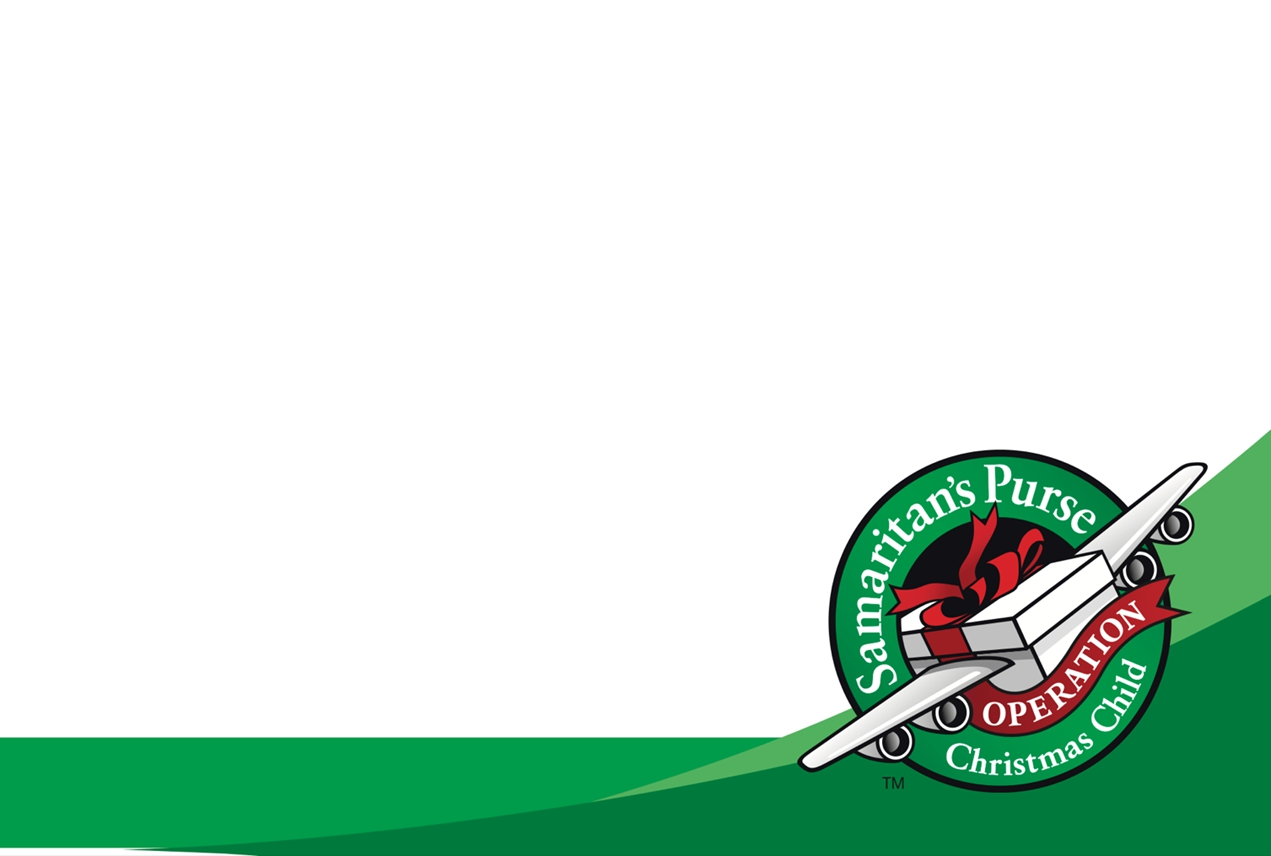 Samaritan's Purse
OPERATION
Christmas Child
TM